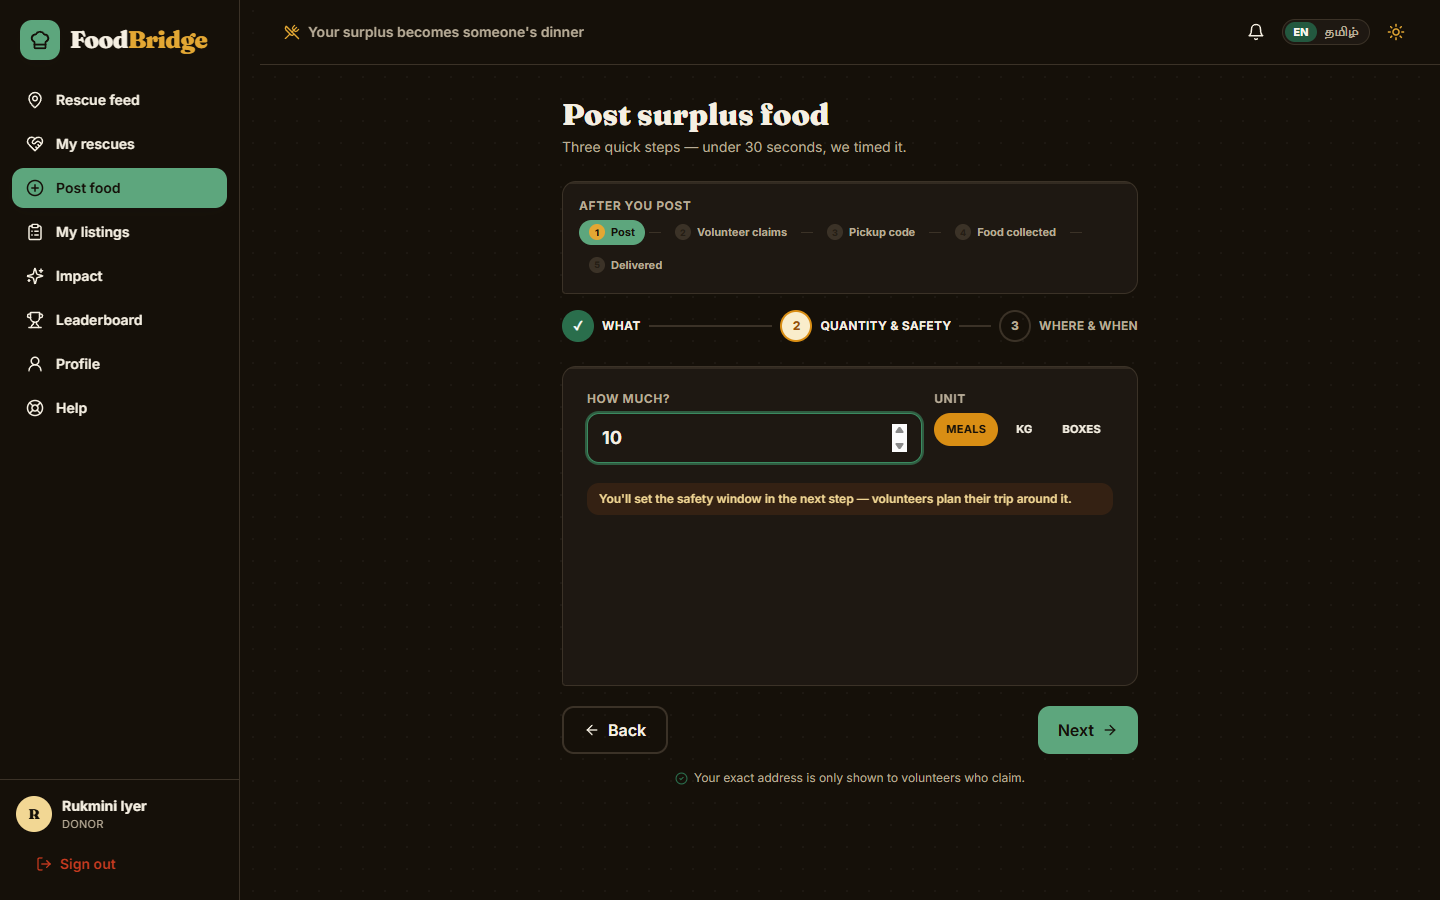 FoodBridge
Your surplus becomes someone's dinner
EN
தமிழ்
Rescue feed
My rescues
Post food
My listings
Impact
Leaderboard
Profile
Help
Rukmini Iyer
R
DONOR
Sign out
Post surplus food
Three quick steps — under 30 seconds, we timed it.
AFTER YOU POST
1 Post — 2 Volunteer claims — 3 Pickup code — 4 Food collected —
5 Delivered
✓ WHAT
2 QUANTITY & SAFETY
3 WHERE & WHEN
HOW MUCH?
10
UNIT
MEALS KG BOXES
You'll set the safety window in the next step — volunteers plan their trip around it.
← Back
Next →
Your exact address is only shown to volunteers who claim.